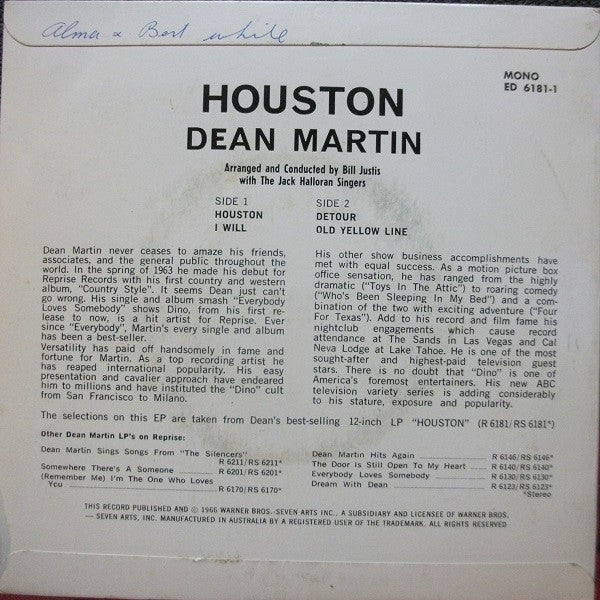 Alma & Bert White
MONO
ED 6181-1
HOUSTON
DEAN MARTIN
Arranged and Conducted by Bill Justis
with The Jack Halloran Singers
SIDE 1
HOUSTON
I WILL
SIDE 2
DETOUR
OLD YELLOW LINE
Dean Martin never ceases to amaze his friends,
associates, and the general public throughout the
world. In the spring of 1963 he made his debut for
Reprise Records with his first country and western
album, "Country Style". It seems Dean just can't
go wrong. His single and album smash "Everybody
Loves Somebody" shows Dino, from his first re-
lease to now, is a hit artist for Reprise. Ever
since "Everybody", Martin's every single and album
has been a best-seller.
Versatility has paid off handsomely in fame and
fortune for Martin. As a top recording artist he
has reaped international popularity. His easy
presentation and cavalier approach have endeared
him to millions and have instituted the "Dino" cult
from San Francisco to Milano.
His other show business accomplishments have
met with equal success. As a motion picture box
office sensation, he has ranged from the highly
dramatic ("Toys In The Attic") to roaring comedy
("Who's Been Sleeping In My Bed") and a com-
bination of the two with exciting adventure ("Four
For Texas"). Add to his record and film fame his
nightclub engagements which cause record
attendance at The Sands in Las Vegas and Cal
Neva Lodge at Lake Tahoe. He is one of the most
sought-after and highest-paid television guest
stars. There is no doubt that "Dino" is one of
America's foremost entertainers. His new ABC
television variety series is adding considerably
to his stature, exposure and popularity.
The selections on this EP are taken from Dean's best-selling 12-inch LP "HOUSTON" (R 6181/RS 6181*)
Other Dean Martin LP's on Reprise:
Dean Martin Sings Songs From "The Silencers"
R 6211/RS 6211*
Somewhere There's A Someone R 6201/RS 6201*
(Remember Me) I'm The One Who Loves
You R 6170/RS 6170*
Dean Martin Hits Again R 6146/RS 6146*
The Door Is Still Open To My Heart R 6140/RS 6140*
Everybody Loves Somebody R 6130/RS 6130*
Dream With Dean R 6123/RS 6123*
*Stereo
THIS RECORD PUBLISHED AND © 1966 WARNER BROS.-SEVEN ARTS INC., A SUBSIDIARY AND LICENSEE OF WARNER BROS.
— SEVEN ARTS, INC. MANUFACTURED IN AUSTRALIA BY A REGISTERED USER OF THE TRADEMARK. ALL RIGHTS RESERVED